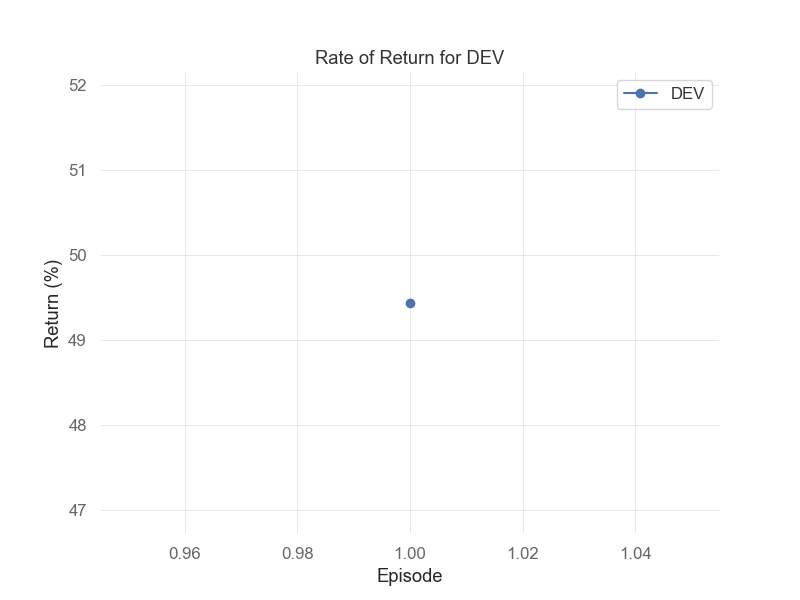 Rate of Return for DEV
DEV
52
51
50
49
48
47
Return (%)
0.96 0.98 1.00 1.02 1.04
Episode